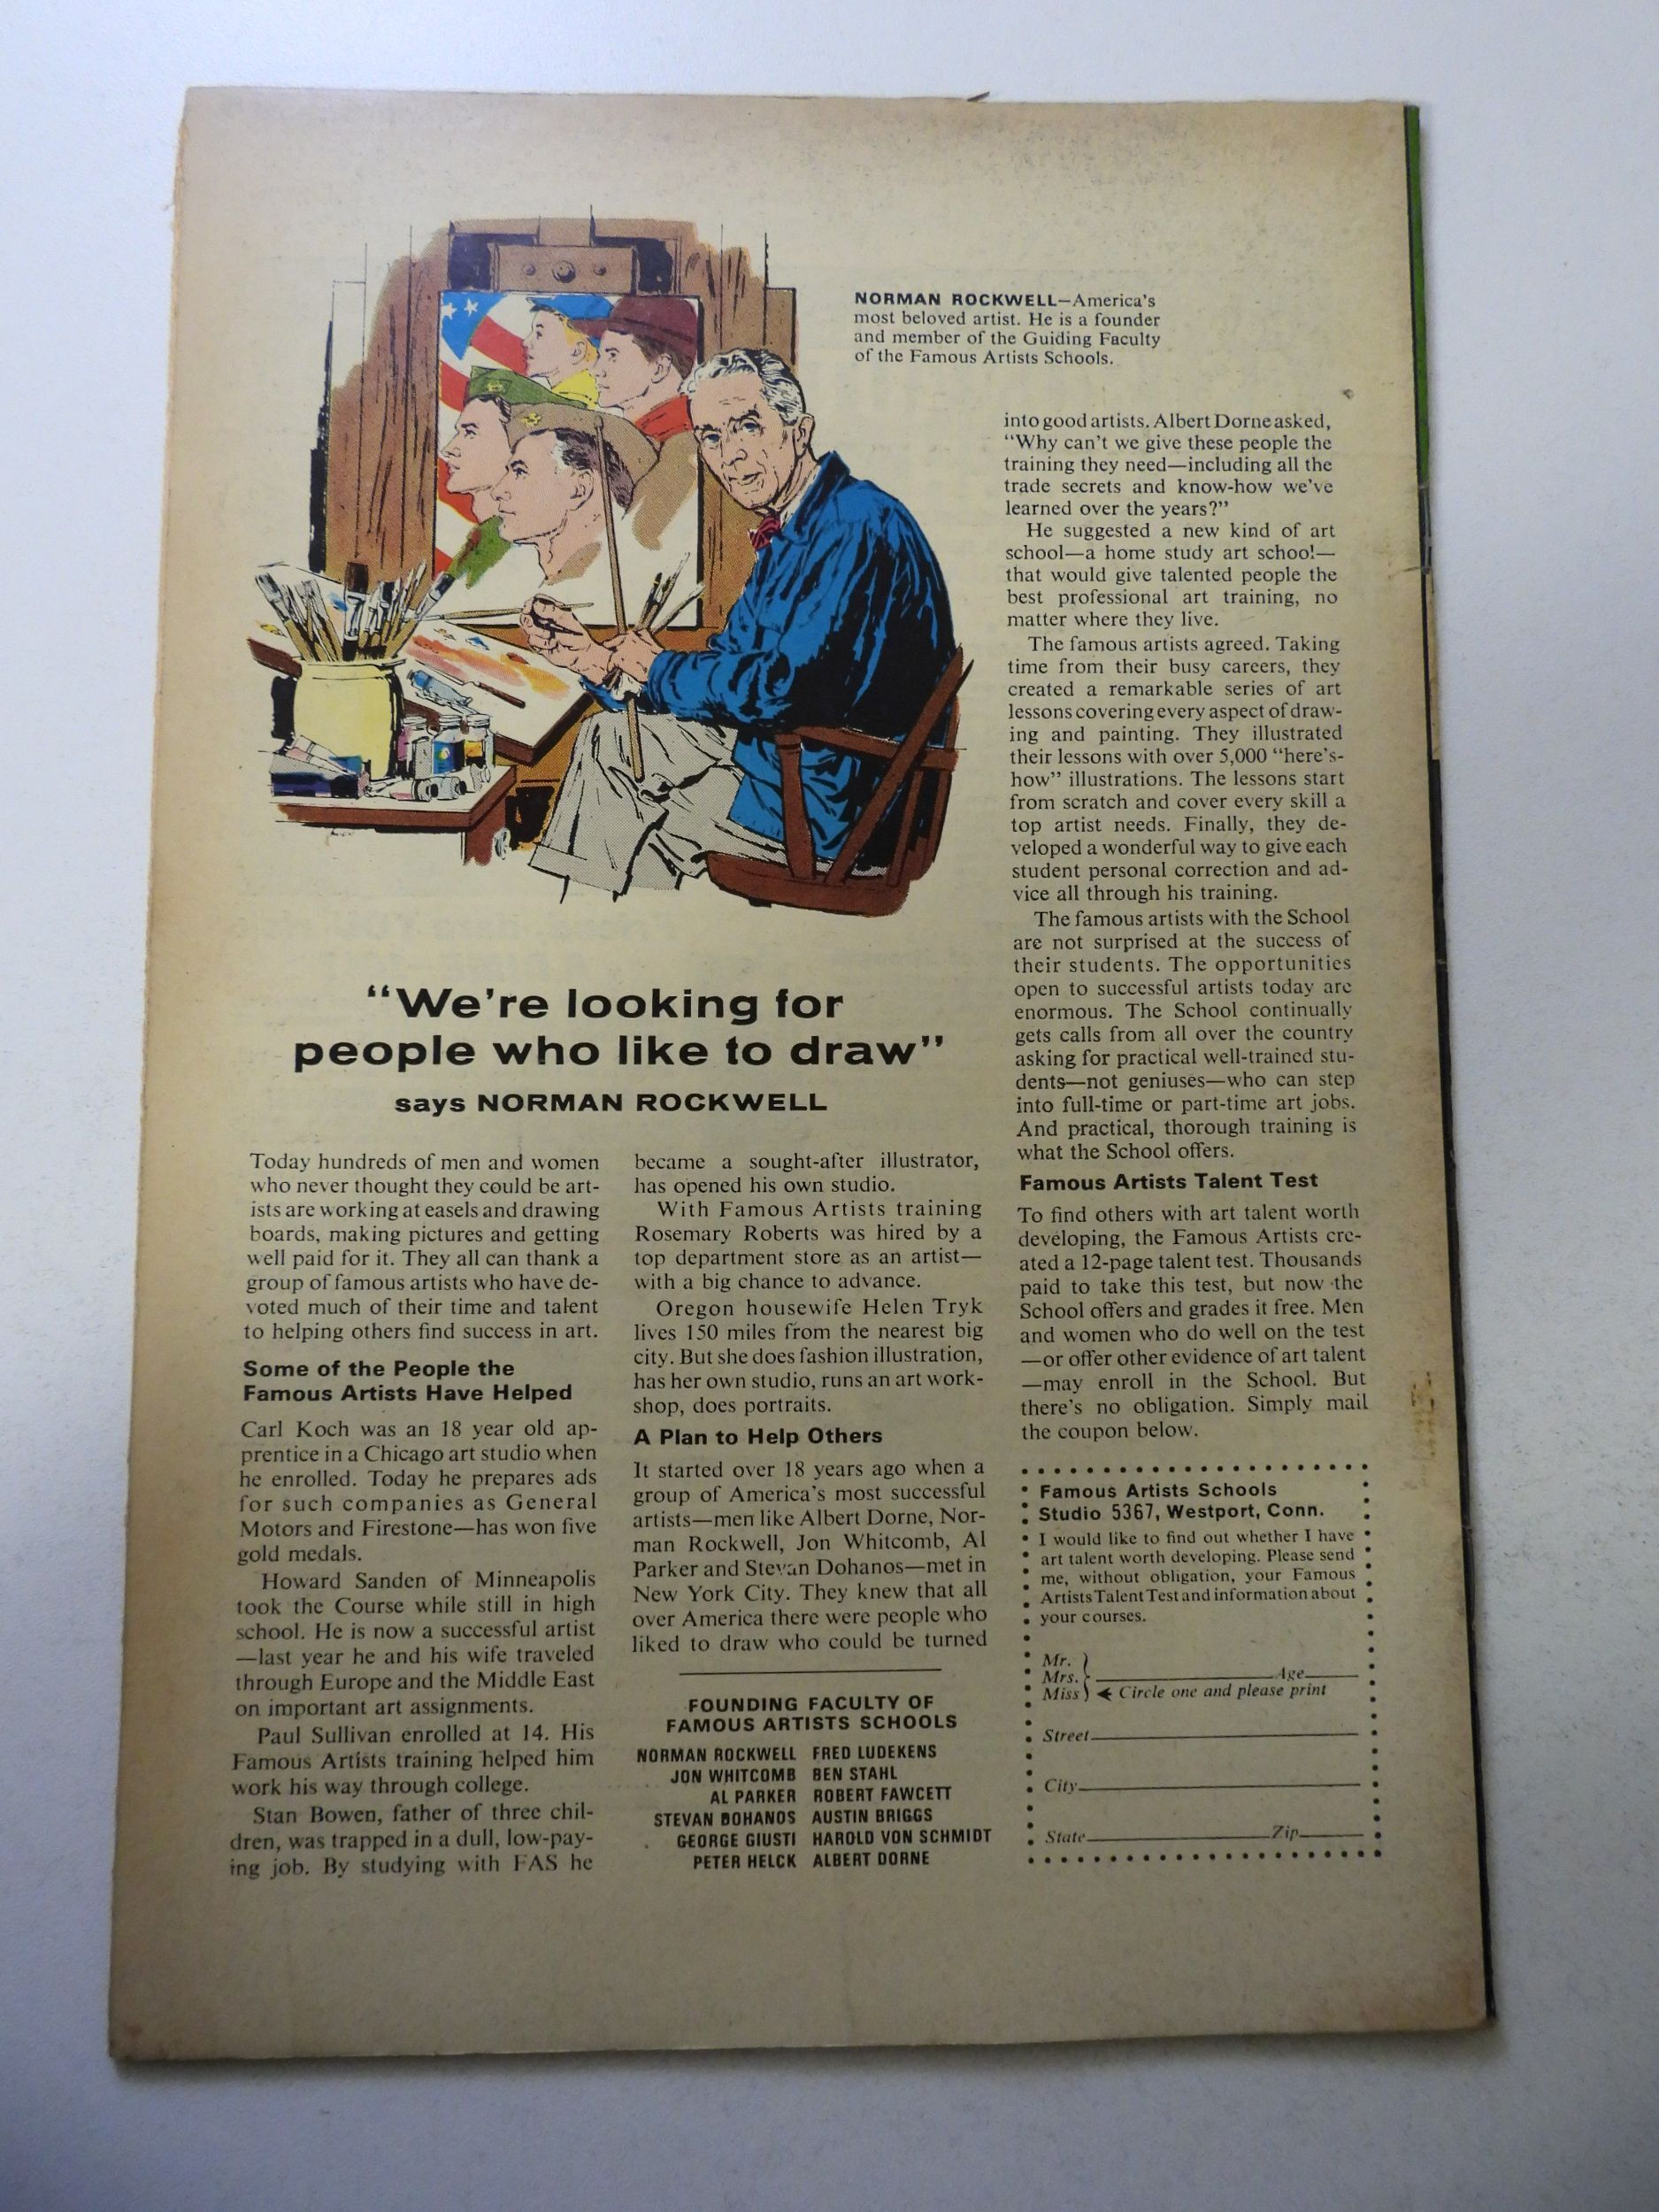 NORMAN ROCKWELL—America's
most beloved artist. He is a founder
and member of the Guiding Faculty
of the Famous Artists Schools.
"We're looking for
people who like to draw"
says NORMAN ROCKWELL
Today hundreds of men and women
who never thought they could be art-
ists are working at easels and drawing
boards, making pictures and getting
well paid for it. They all can thank a
group of famous artists who have de-
voted much of their time and talent
to helping others find success in art.
Some of the People the
Famous Artists Have Helped
Carl Koch was an 18 year old ap-
prentice in a Chicago art studio when
he enrolled. Today he prepares ads
for such companies as General
Motors and Firestone—has won five
gold medals.
Howard Sanden of Minneapolis
took the Course while still in high
school. He is now a successful artist
—last year he and his wife traveled
through Europe and the Middle East
on important art assignments.
Paul Sullivan enrolled at 14. His
Famous Artists training helped him
work his way through college.
Stan Bowen, father of three chil-
dren, was trapped in a dull, low-pay-
ing job. By studying with FAS he
became a sought-after illustrator,
has opened his own studio.
With Famous Artists training
Rosemary Roberts was hired by a
top department store as an artist—
with a big chance to advance.
Oregon housewife Helen Tryk
lives 150 miles from the nearest big
city. But she does fashion illustration,
has her own studio, runs an art work-
shop, does portraits.
A Plan to Help Others
It started over 18 years ago when a
group of America's most successful
artists—men like Albert Dorne, Nor-
man Rockwell, Jon Whitcomb, Al
Parker and Stevan Dohanos—met in
New York City. They knew that all
over America there were people who
liked to draw who could be turned
FOUNDING FACULTY OF
FAMOUS ARTISTS SCHOOLS
NORMAN ROCKWELL FRED LUDEKENS
JON WHITCOMB BEN STAHL
AL PARKER ROBERT FAWCETT
STEVAN DOHANOS AUSTIN BRIGGS
GEORGE GIUSTI HAROLD VON SCHMIDT
PETER HELCK ALBERT DORNE
into good artists. Albert Dorne asked,
"Why can't we give these people the
training they need—including all the
trade secrets and know-how we've
learned over the years?"
He suggested a new kind of art
school—a home study art school—
that would give talented people the
best professional art training, no
matter where they live.
The famous artists agreed. Taking
time from their busy careers, they
created a remarkable series of art
lessons covering every aspect of draw-
ing and painting. They illustrated
their lessons with over 5,000 "here's-
how" illustrations. The lessons start
from scratch and cover every skill a
top artist needs. Finally, they de-
veloped a wonderful way to give each
student personal correction and ad-
vice all through his training.
The famous artists with the School
are not surprised at the success of
their students. The opportunities
open to successful artists today are
enormous. The School continually
gets calls from all over the country
asking for practical well-trained stu-
dents—not geniuses—who can step
into full-time or part-time art jobs.
And practical, thorough training is
what the School offers.
Famous Artists Talent Test
To find others with art talent worth
developing, the Famous Artists cre-
ated a 12-page talent test. Thousands
paid to take this test, but now the
School offers and grades it free. Men
and women who do well on the test
—or offer other evidence of art talent
—may enroll in the School. But
there's no obligation. Simply mail
the coupon below.
Famous Artists Schools
Studio 5367, Westport, Conn.
I would like to find out whether I have
art talent worth developing. Please send
me, without obligation, your Famous
Artists Talent Test and information about
your courses.
Mr.
Mrs. Age
Miss Circle one and please print
Street
City
State Zip